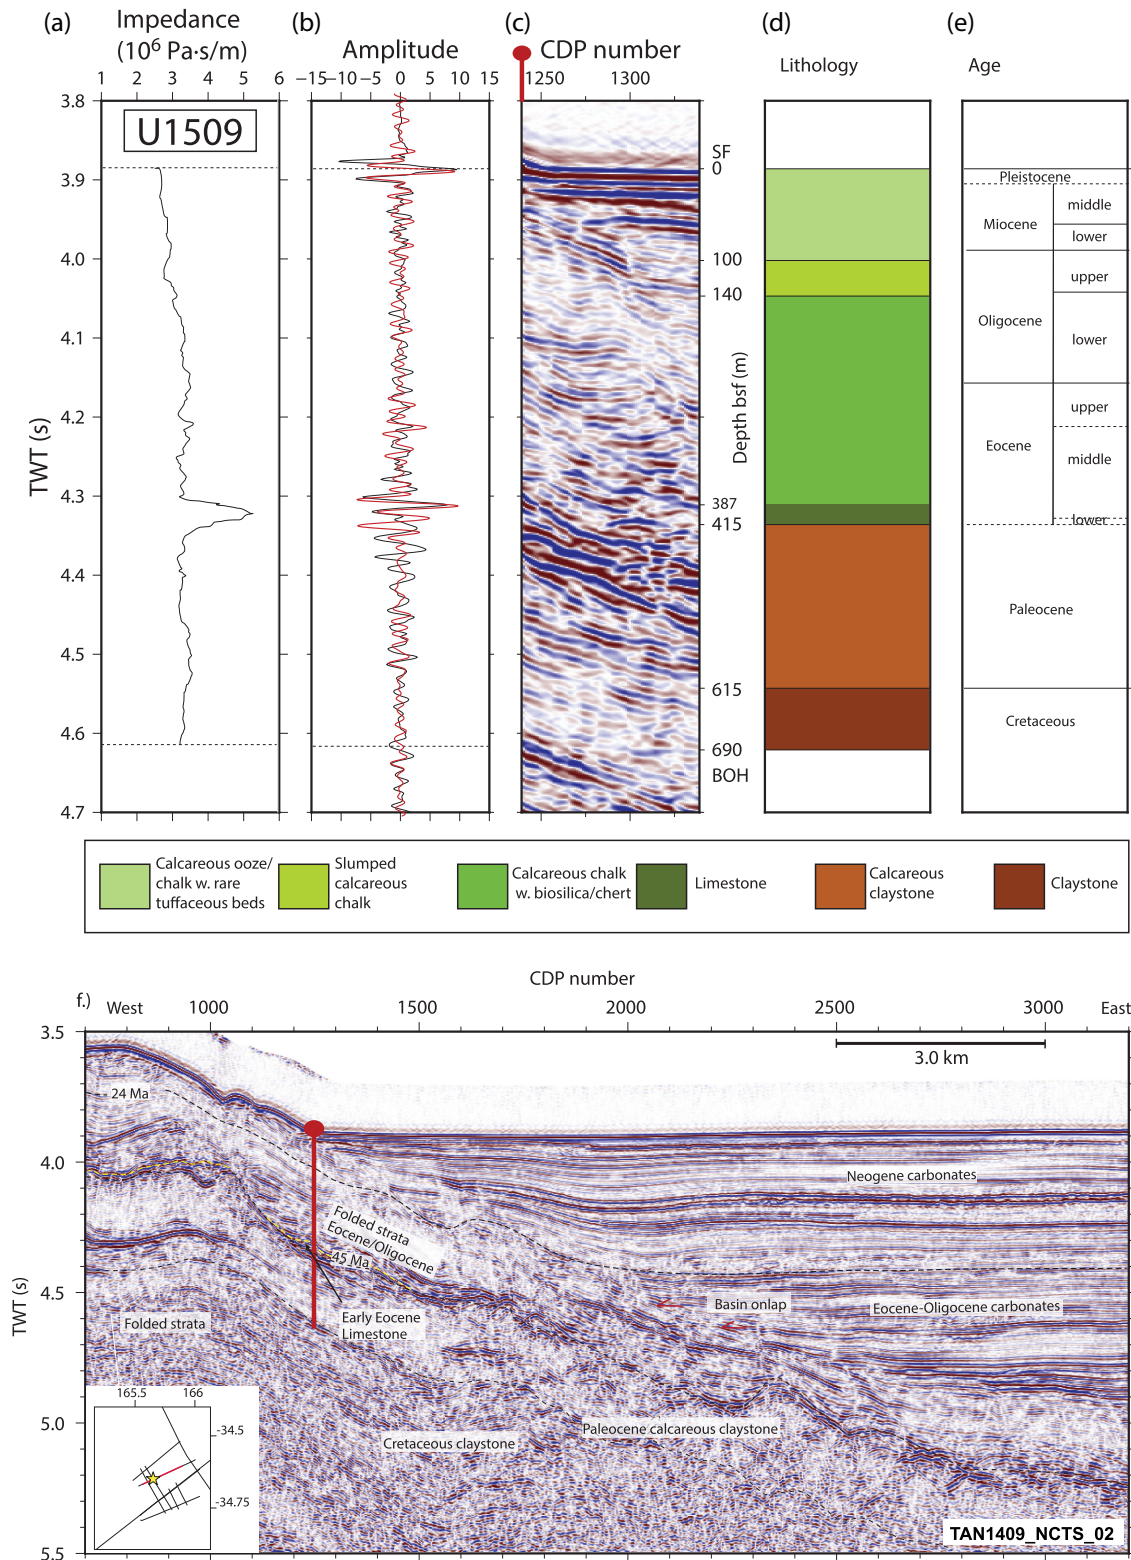 (a)
Impedance
(10⁶ Pa·s/m)
1 2 3 4 5 6
(b)
Amplitude
−15 −10 −5 0 5 10 15
(c)
CDP number
1250 1300
(d)
Lithology
(e)
Age
U1509
3.8
3.9
4.0
4.1
4.2
4.3
4.4
4.5
4.6
4.7
TWT (s)
SF
0
100
140
387
415
615
690
BOH
Depth bsf (m)
Pleistocene
Miocene
middle
lower
Oligocene
upper
lower
Eocene
upper
middle
lower
Paleocene
Cretaceous
Calcareous ooze/
chalk w. rare
tuffaceous beds
Slumped
calcareous
chalk
Calcareous chalk
w. biosilica/chert
Limestone
Calcareous
claystone
Claystone
f.)
CDP number
West 1000 1500 2000 2500 3000 East
3.5
4.0
4.5
5.0
5.5
TWT (s)
3.0 km
24 Ma
Neogene carbonates
Folded strata
Eocene/Oligocene
45 Ma
Early Eocene
Limestone
Basin onlap
Eocene-Oligocene carbonates
Folded strata
Paleocene calcareous claystone
Cretaceous claystone
165.5 166
-34.5
-34.75
TAN1409_NCTS_02